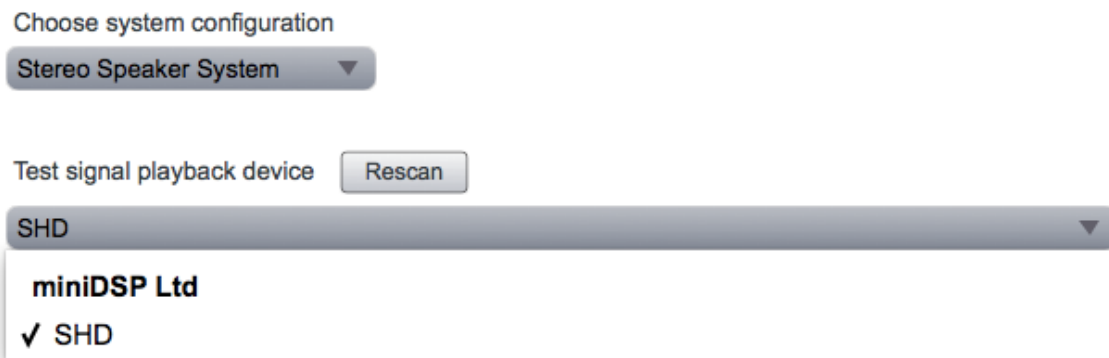 Choose system configuration
Stereo Speaker System
Test signal playback device Rescan
SHD
miniDSP Ltd
✓ SHD